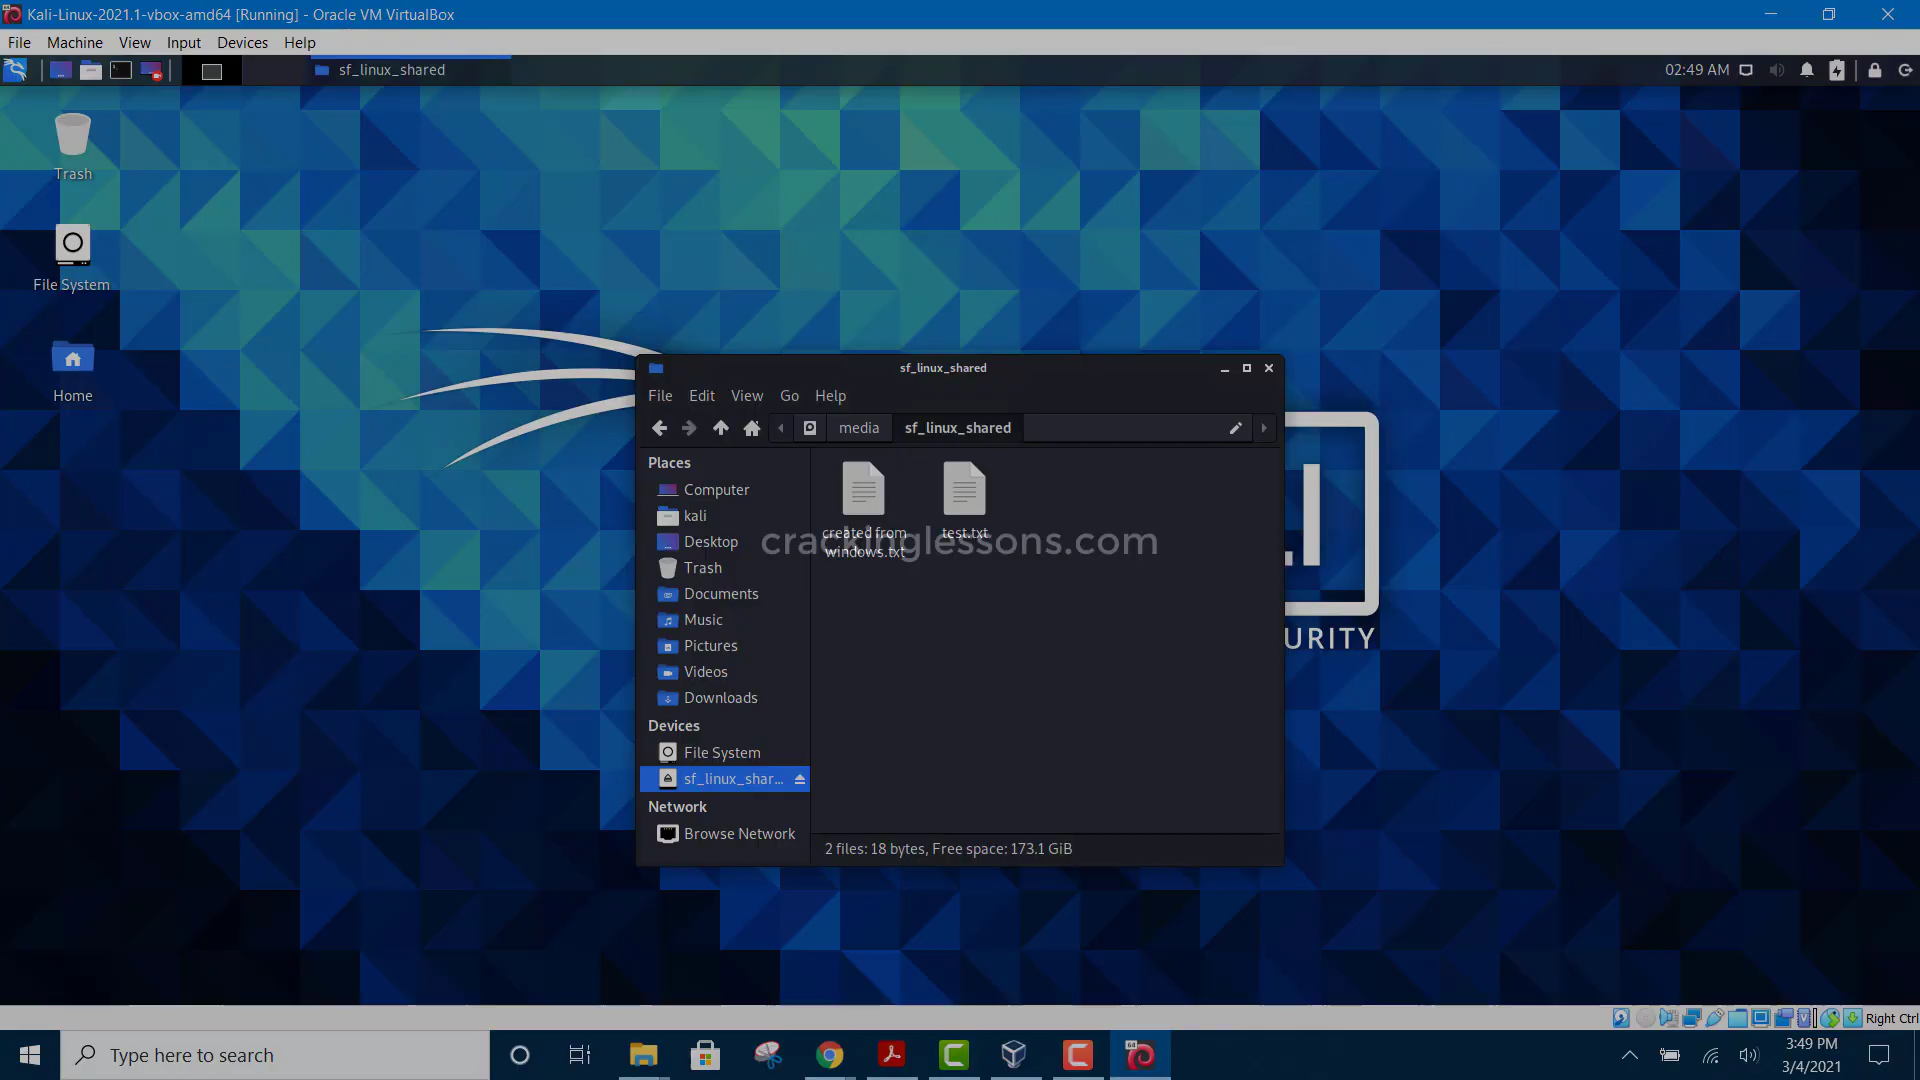 Kali-Linux-2021.1-vbox-amd64 [Running] - Oracle VM VirtualBox
File Machine View Input Devices Help
sf_linux_shared
02:49 AM
Trash
File System
Home
sf_linux_shared
File Edit View Go Help
media sf_linux_shared
Places
Computer
kali
Desktop
Trash
Documents
Music
Pictures
Videos
Downloads
Devices
File System
sf_linux_shar...
Network
Browse Network
created from
windows.txt
test.txt
crackinglessons.com
2 files: 18 bytes, Free space: 173.1 GiB
LI
URITY
Right Ctrl
Type here to search
64
3:49 PM
3/4/2021